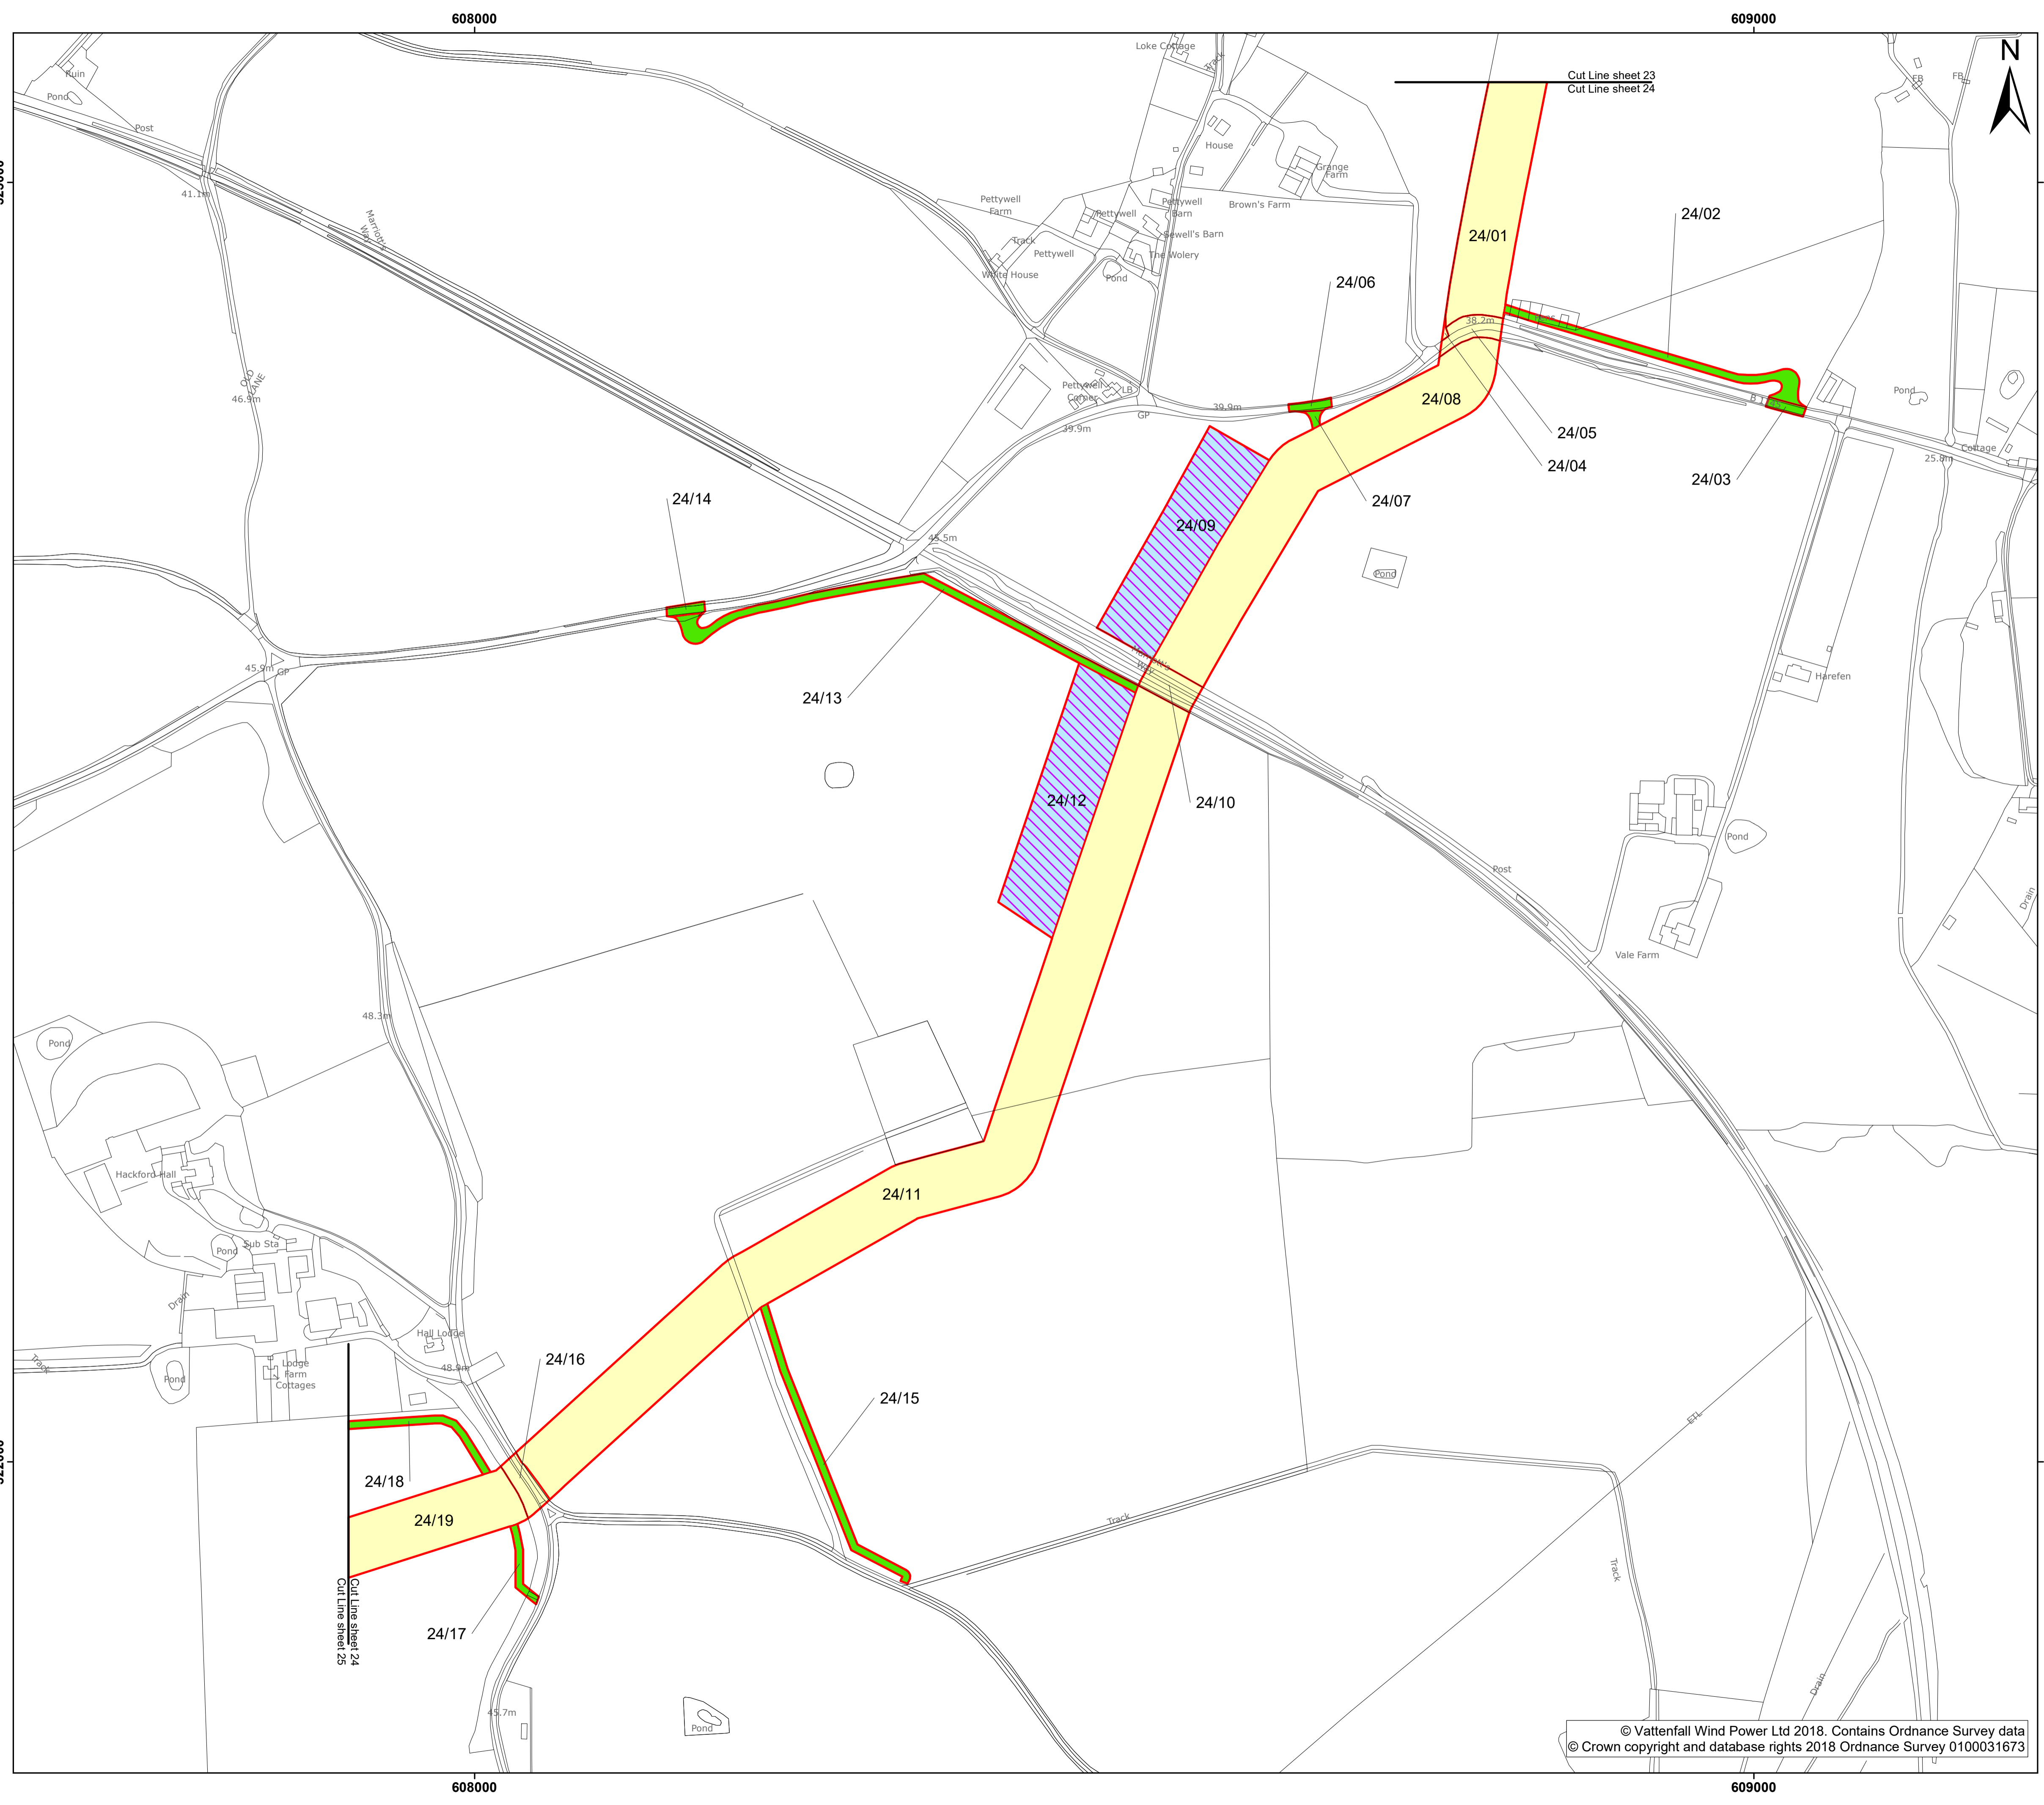 608000
609000
N
Cut Line sheet 23
Cut Line sheet 24
Loke Cottage
Track
Ruin
Pond
Post
41.1m
Marriott's
Way
House
Grange
Farm
Brown's Farm
Pettywell
Farm
Pettywell
Pettywell
Barn
Sewell's Barn
Track
Pettywell
The Wolery
White House
Pond
FB
FB
24/01
24/02
24/06
38.2m
OLD
LANE
46.9m
Pettywell
Corner
LB
39.9m
GP
39.9m
24/08
24/05
24/04
24/03
24/07
Pond
Cottage
24/09
24/14
45.5m
Pond
45.9m
GP
24/13
Marriott's
Way
Harefen
24/12
24/10
Pond
Post
Vale Farm
Drain
48.3m
Pond
Hackford Hall
24/11
Pond
Sub Sta
Drain
Hall Lodge
48.9m
Track
Lodge
Farm
Cottages
Pond
24/16
24/15
ETL
24/18
24/19
Track
Track
Cut Line sheet 24
Cut Line sheet 25
24/17
45.7m
Pond
Drain
© Vattenfall Wind Power Ltd 2018. Contains Ordnance Survey data
© Crown copyright and database rights 2018 Ordnance Survey 0100031673
608000
609000